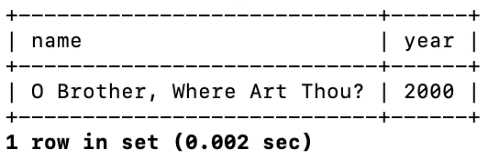 +----------------------------+------+
| name                       | year |
+----------------------------+------+
| O Brother, Where Art Thou? | 2000 |
+----------------------------+------+
1 row in set (0.002 sec)